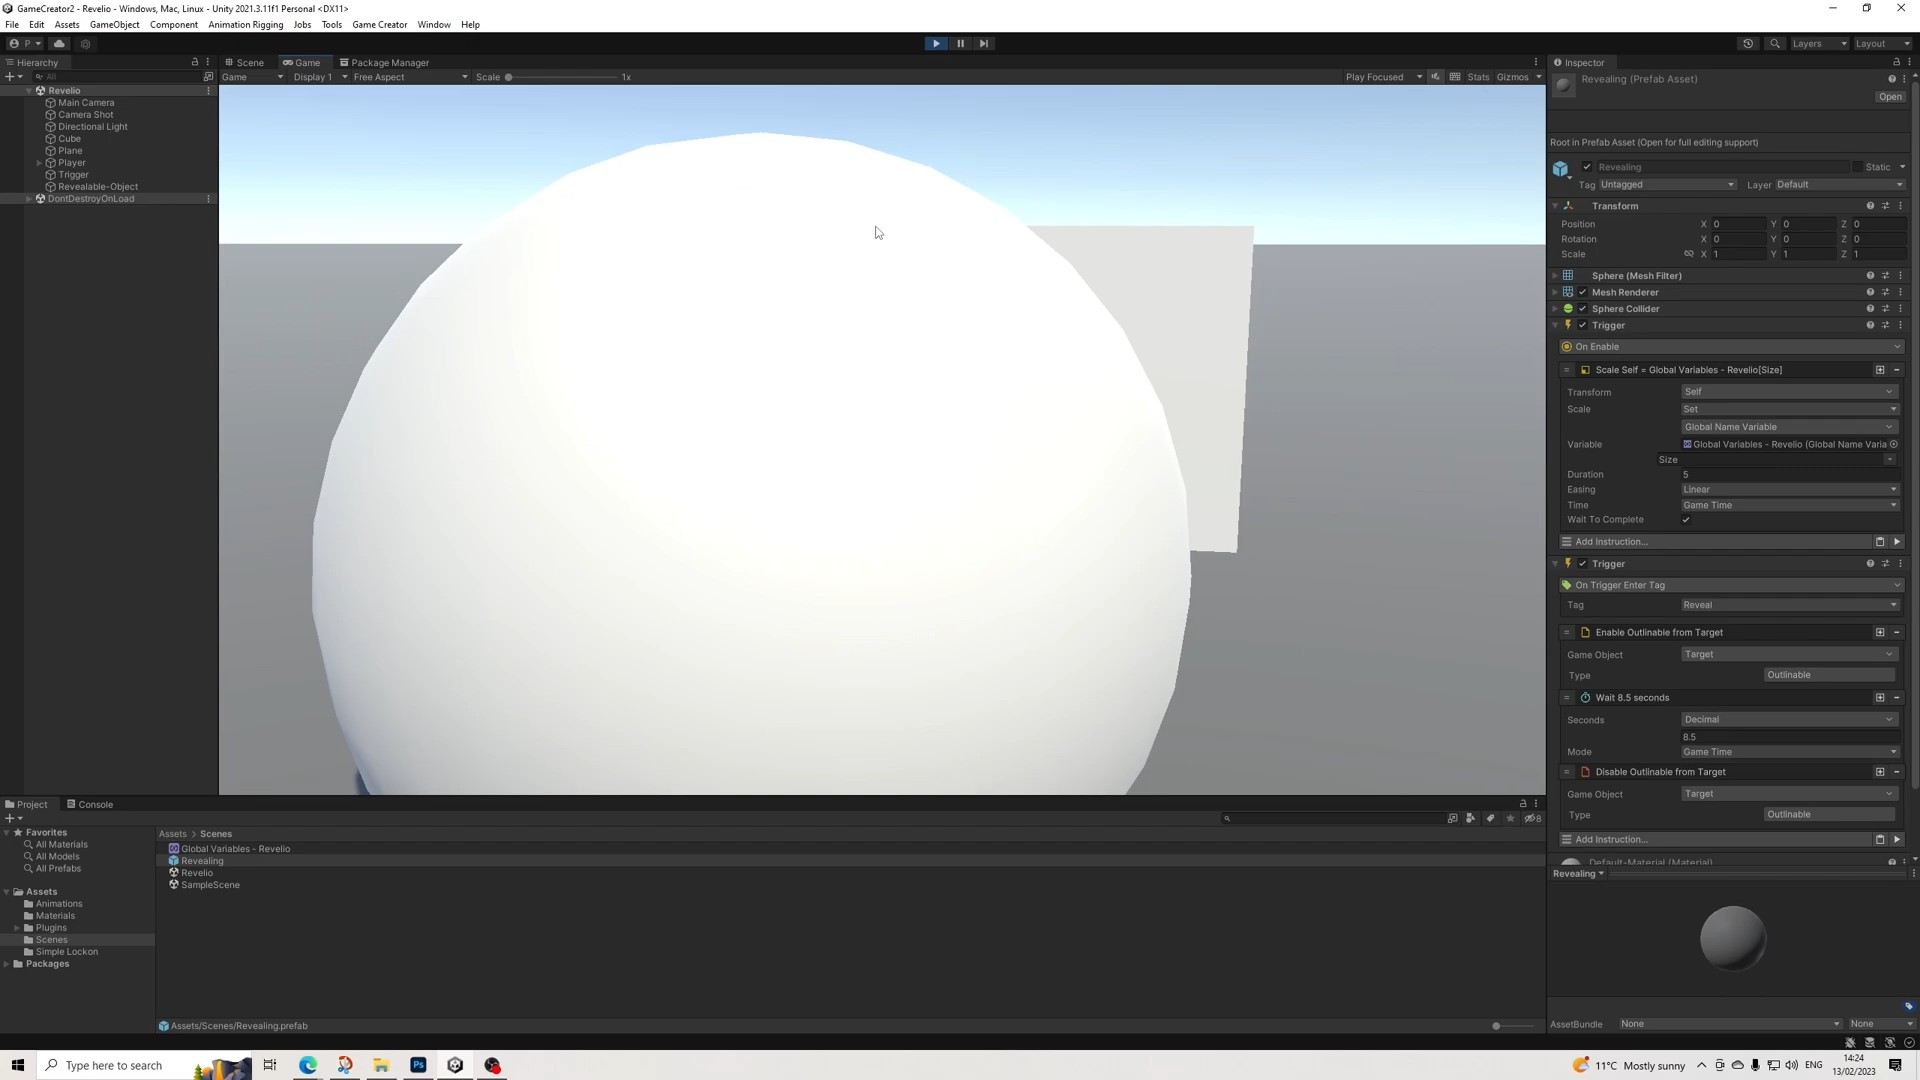 GameCreator2 - Revelio - Windows, Mac, Linux - Unity 2021.3.11f1 Personal <DX11>
File Edit Assets GameObject Component Animation Rigging Jobs Tools Game Creator Window Help
P Layers Layout
Hierarchy
All
Revelio
Main Camera
Camera Shot
Directional Light
Cube
Plane
Player
Trigger
Revealable-Object
DontDestroyOnLoad
Scene Game Package Manager
Game Display 1 Free Aspect Scale 1x Play Focused Stats Gizmos
Inspector
Revealing (Prefab Asset)
Open
Root in Prefab Asset (Open for full editing support)
Revealing Static
Tag Untagged Layer Default
Transform
Position X 0 Y 0 Z 0
Rotation X 0 Y 0 Z 0
Scale X 1 Y 1 Z 1
Sphere (Mesh Filter)
Mesh Renderer
Sphere Collider
Trigger
On Enable
Scale Self = Global Variables - Revelio[Size]
Transform Self
Scale Set
Global Name Variable
Variable Global Variables - Revelio (Global Name Varia
Size
Duration 5
Easing Linear
Time Game Time
Wait To Complete
Add Instruction...
Trigger
On Trigger Enter Tag
Tag Reveal
Enable Outlinable from Target
Game Object Target
Type Outlinable
Wait 8.5 seconds
Seconds Decimal
8.5
Mode Game Time
Disable Outlinable from Target
Game Object Target
Type Outlinable
Add Instruction...
Default-Material (Material)
Revealing
AssetBundle None None
Project Console
8
Favorites
All Materials
All Models
All Prefabs
Assets
Animations
Materials
Plugins
Scenes
Simple Lockon
Packages
Assets > Scenes
Global Variables - Revelio
Revealing
Revelio
SampleScene
Assets/Scenes/Revealing.prefab
Type here to search
Ps
11°C Mostly sunny
ENG
14:24
13/02/2023